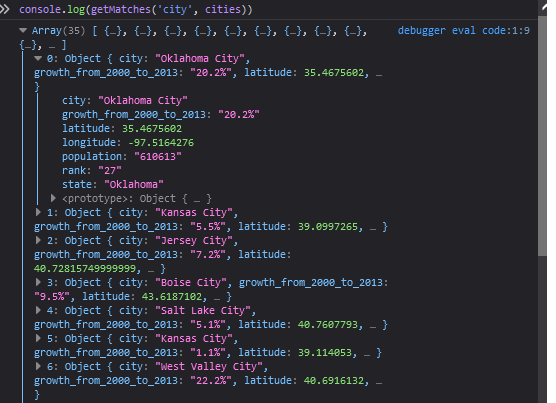 console.log(getMatches('city', cities))
Array(35) [ {…}, {…}, {…}, {…}, {…}, {…}, {…}, {…}, {…}, … ] debugger eval code:1:9
0: Object { city: "Oklahoma City",
growth_from_2000_to_2013: "20.2%", latitude: 35.4675602, …
}
city: "Oklahoma City"
growth_from_2000_to_2013: "20.2%"
latitude: 35.4675602
longitude: -97.5164276
population: "610613"
rank: "27"
state: "Oklahoma"
<prototype>: Object { … }
1: Object { city: "Kansas City",
growth_from_2000_to_2013: "5.5%", latitude: 39.0997265, … }
2: Object { city: "Jersey City",
growth_from_2000_to_2013: "7.2%", latitude:
40.72815749999999, … }
3: Object { city: "Boise City", growth_from_2000_to_2013:
"9.5%", latitude: 43.6187102, … }
4: Object { city: "Salt Lake City",
growth_from_2000_to_2013: "5.1%", latitude: 40.7607793, … }
5: Object { city: "Kansas City",
growth_from_2000_to_2013: "1.1%", latitude: 39.114053, … }
6: Object { city: "West Valley City",
growth_from_2000_to_2013: "22.2%", latitude: 40.6916132, …
}